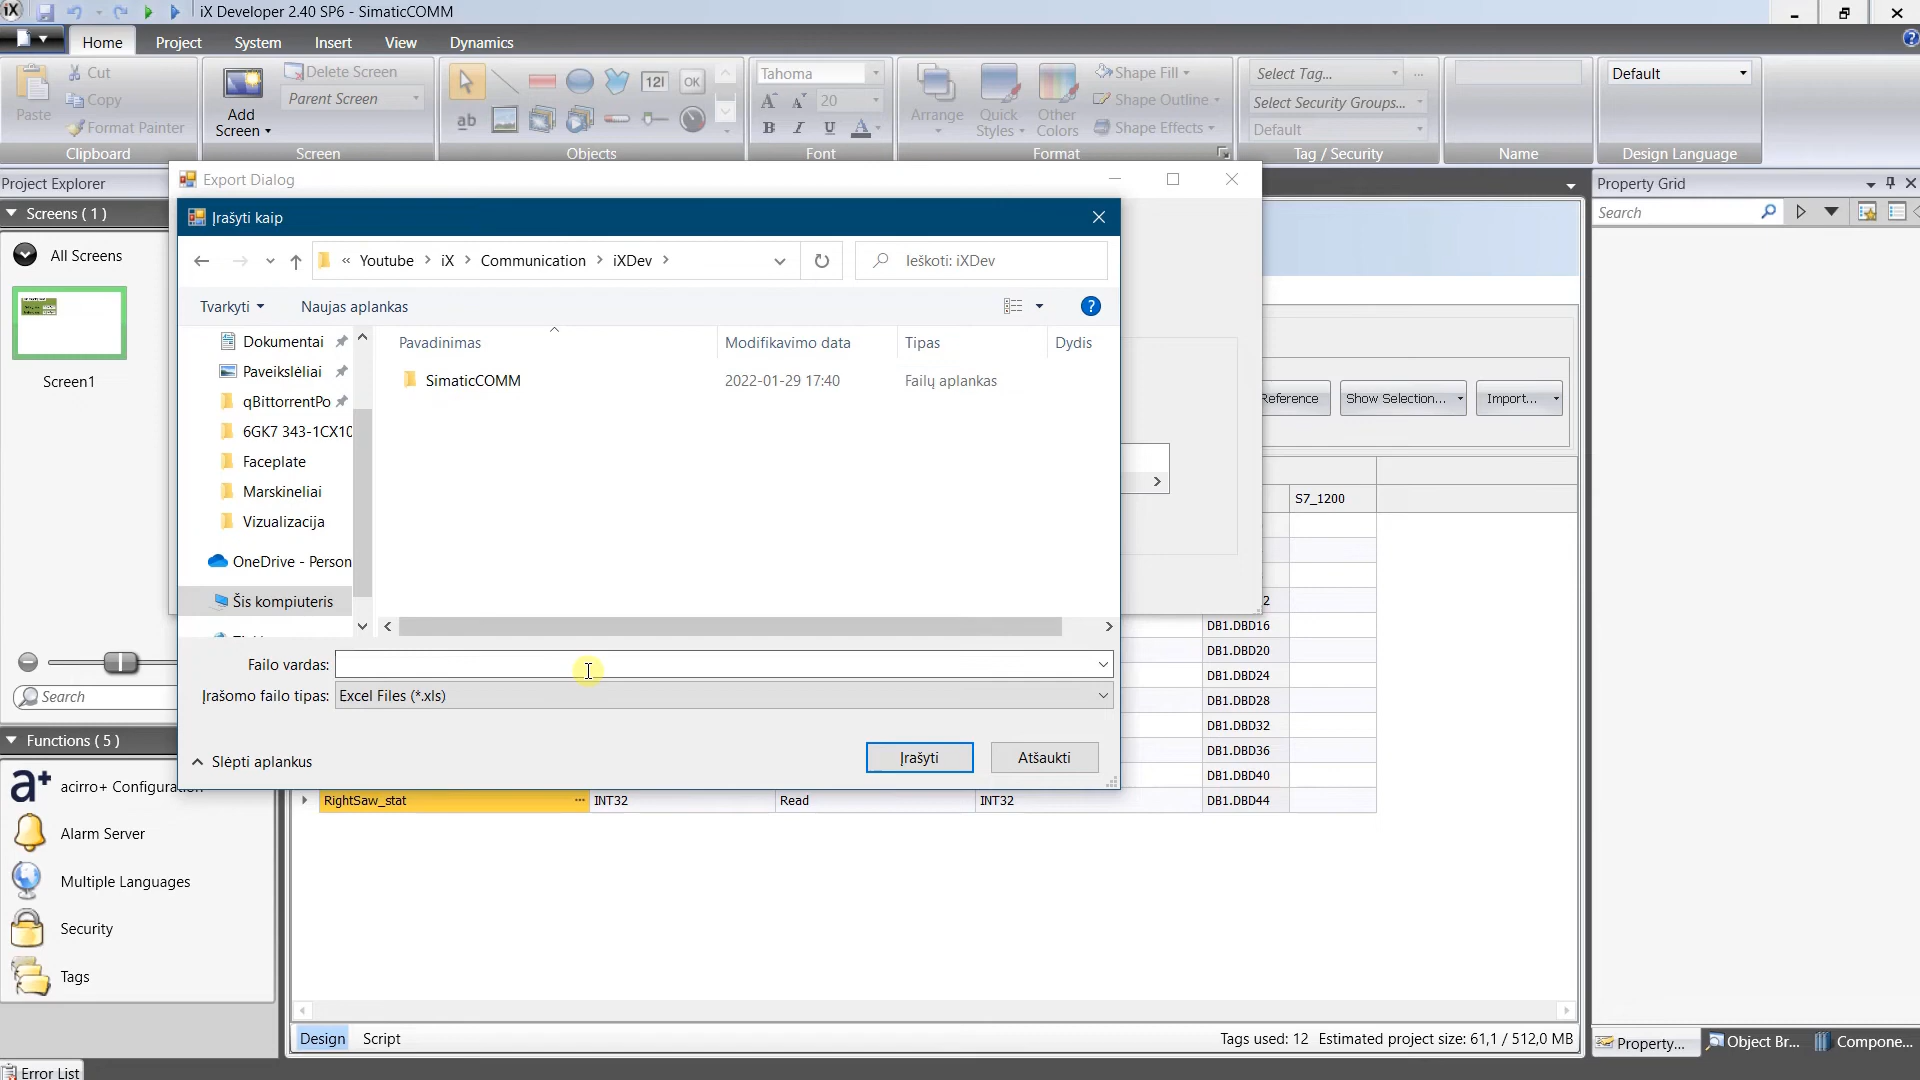 iX Developer 2.40 SP6 - SimaticCOMM
Home Project System Insert View Dynamics
Paste Cut Copy Format Painter
Clipboard
Add Screen Delete Screen Parent Screen
Screen
12I OK ab
Objects
Tahoma 20
B I U A
Font
Arrange Quick Styles Other Colors Shape Fill Shape Outline Shape Effects
Format
Select Tag... ...
Select Security Groups...
Default
Tag / Security
Name
Default
Design Language
Project Explorer
Screens ( 1 )
All Screens
Screen1
Search
Functions ( 5 )
a+ acirro+ Configuration
Alarm Server
Multiple Languages
Security
Tags
Error List
Export Dialog
Įrašyti kaip
« Youtube > iX > Communication > iXDev >
Ieškoti: iXDev
Tvarkyti Naujas aplankas
Dokumentai
Paveikslėliai
qBittorrentPo
6GK7 343-1CX10
Faceplate
Marskineliai
Vizualizacija
OneDrive - Person
Šis kompiuteris
Pavadinimas Modifikavimo data Tipas Dydis
SimaticCOMM 2022-01-29 17:40 Failų aplankas
Failo vardas:
Įrašomo failo tipas: Excel Files (*.xls)
Slėpti aplankus
Įrašyti Atšaukti
Reference Show Selection... Import...
S7_1200
2
DB1.DBD16
DB1.DBD20
DB1.DBD24
DB1.DBD28
DB1.DBD32
DB1.DBD36
DB1.DBD40
RightSaw_stat ... INT32 Read INT32 DB1.DBD44
Design Script
Tags used: 12 Estimated project size: 61,1 / 512,0 MB
Property Grid
Search
Property... Object Br... Compone...